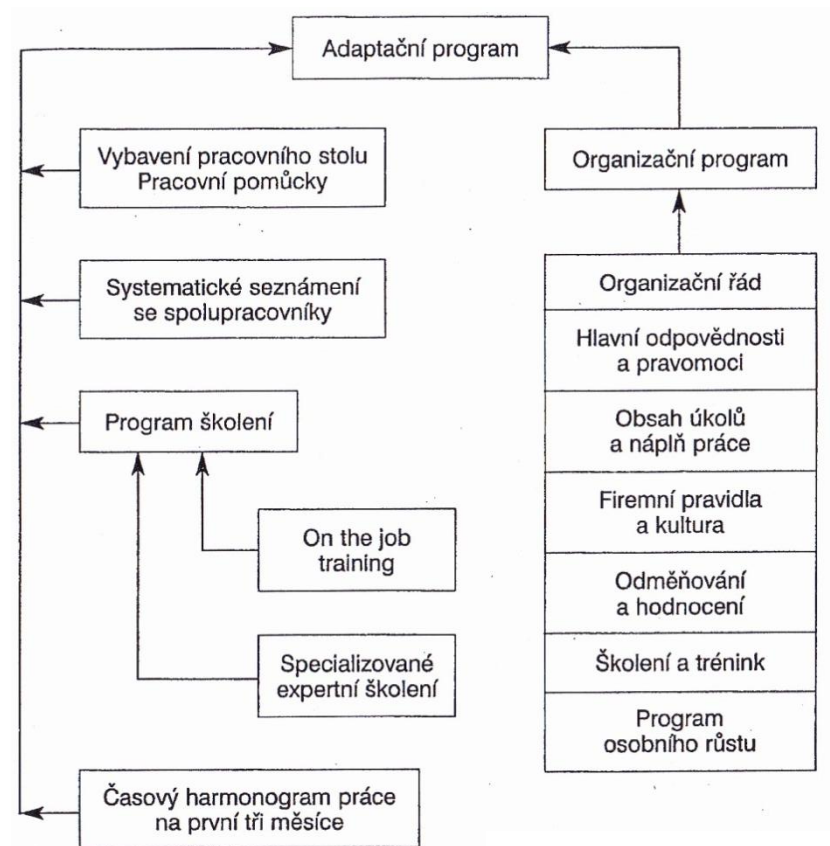 Adaptační program
Vybavení pracovního stolu
Pracovní pomůcky
Systematické seznámení
se spolupracovníky
Program školení
On the job
training
Specializované
expertní školení
Časový harmonogram práce
na první tři měsíce
Organizační program
Organizační řád
Hlavní odpovědnosti
a pravomoci
Obsah úkolů
a náplň práce
Firemní pravidla
a kultura
Odměňování
a hodnocení
Školení a trénink
Program
osobního růstu